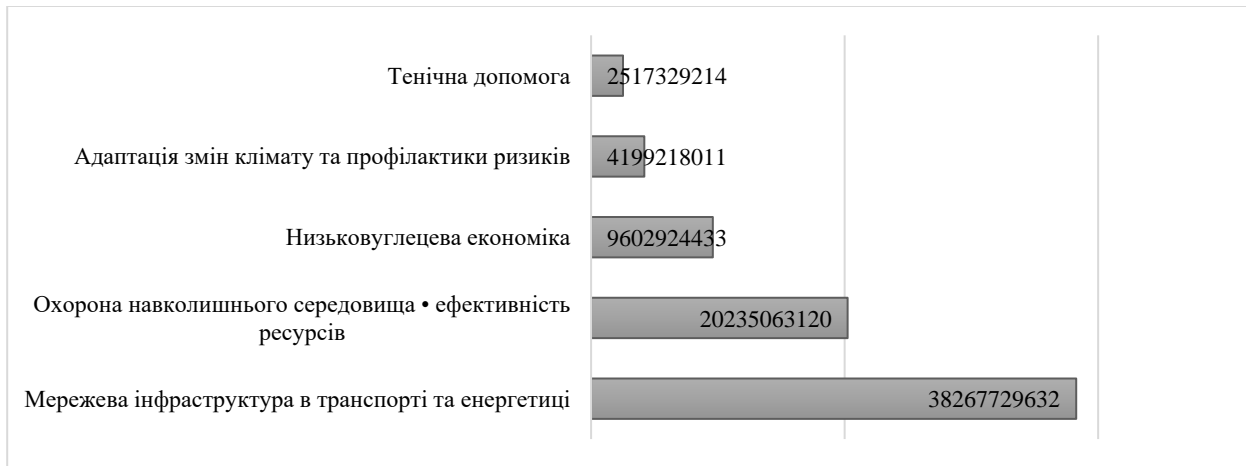 Тенічна допомога
2517329214
Адаптація змін клімату та профілактики ризиків
4199218011
Низьковуглецева економіка
9602924433
Охорона навколишнього середовища • ефективність
ресурсів
20235063120
Мережева інфраструктура в транспорті та енергетиці
38267729632